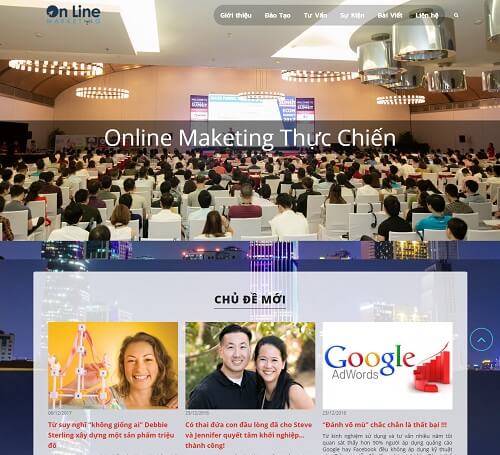 On Line
MARKETING
Giới thiệu Đào Tạo Tư Vấn Sự Kiện Bài Viết Liên hệ
Online Maketing Thực Chiến
CHỦ ĐỀ MỚI
Google
AdWords
06/12/2017
Từ suy nghĩ "không giống ai" Debbie
Sterling xây dựng một sản phẩm triệu
đô
23/12/2016
Có thai đứa con đầu lòng đã cho Steve
và Jennifer quyết tâm khởi nghiệp...
thành công!
23/12/2016
"Đánh võ mù" chắc chắn là thất bại !!!
Từ kinh nghiệm sử dụng và tư vấn nhiều năm tôi
quan sát thấy hơn 90% người áp dụng quảng cáo
Google hay Facebook đều không áp dụng kỹ thuật